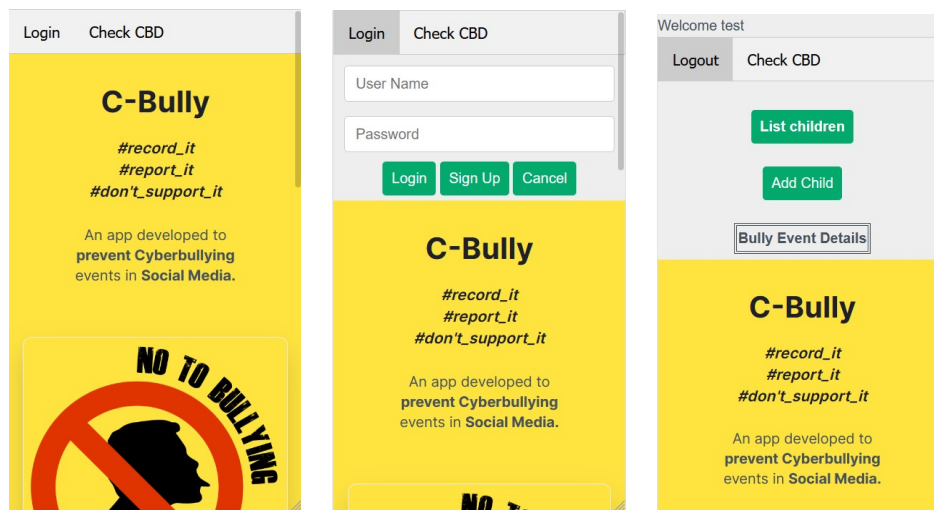 Login Check CBD
C-Bully
#record_it
#report_it
#don't_support_it
An app developed to
prevent Cyberbullying
events in Social Media.
NO TO BULLYING
Login Check CBD
User Name
Password
Login Sign Up Cancel
C-Bully
#record_it
#report_it
#don't_support_it
An app developed to
prevent Cyberbullying
events in Social Media.
NO TO
Welcome test
Logout Check CBD
List children
Add Child
Bully Event Details
C-Bully
#record_it
#report_it
#don't_support_it
An app developed to
prevent Cyberbullying
events in Social Media.